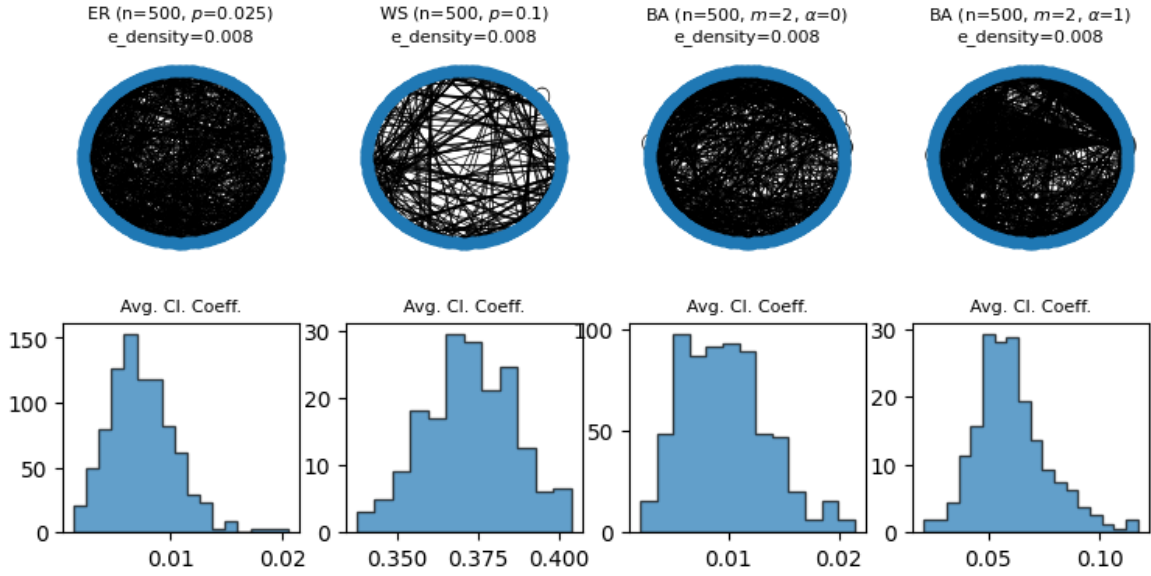 ER (n=500, p=0.025)
e_density=0.008
WS (n=500, p=0.1)
e_density=0.008
BA (n=500, m=2, α=0)
e_density=0.008
BA (n=500, m=2, α=1)
e_density=0.008
Avg. Cl. Coeff.
150
100
50
0
0.01
0.02
Avg. Cl. Coeff.
30
20
10
0
0.350
0.375
0.400
Avg. Cl. Coeff.
100
50
0
0.01
0.02
Avg. Cl. Coeff.
30
20
10
0
0.05
0.10